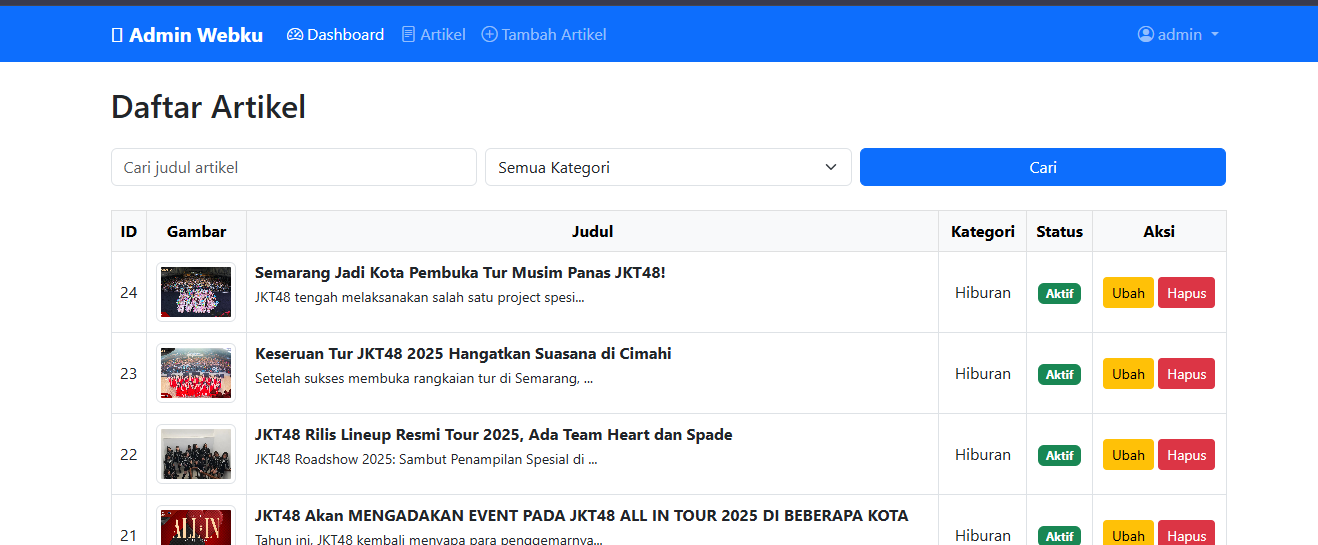 Admin Webku Dashboard Artikel Tambah Artikel admin
Daftar Artikel
Cari judul artikel Semua Kategori Cari
ID Gambar Judul Kategori Status Aksi
24 Semarang Jadi Kota Pembuka Tur Musim Panas JKT48! Hiburan Aktif Ubah Hapus
JKT48 tengah melaksanakan salah satu project spesi...
23 Keseruan Tur JKT48 2025 Hangatkan Suasana di Cimahi Hiburan Aktif Ubah Hapus
Setelah sukses membuka rangkaian tur di Semarang, ...
22 JKT48 Rilis Lineup Resmi Tour 2025, Ada Team Heart dan Spade Hiburan Aktif Ubah Hapus
JKT48 Roadshow 2025: Sambut Penampilan Spesial di ...
21 ALL IN JKT48 Akan MENGADAKAN EVENT PADA JKT48 ALL IN TOUR 2025 DI BEBERAPA KOTA Hiburan Aktif Ubah Hapus
Tahun ini, JKT48 kembali menyapa para penggemarnya...